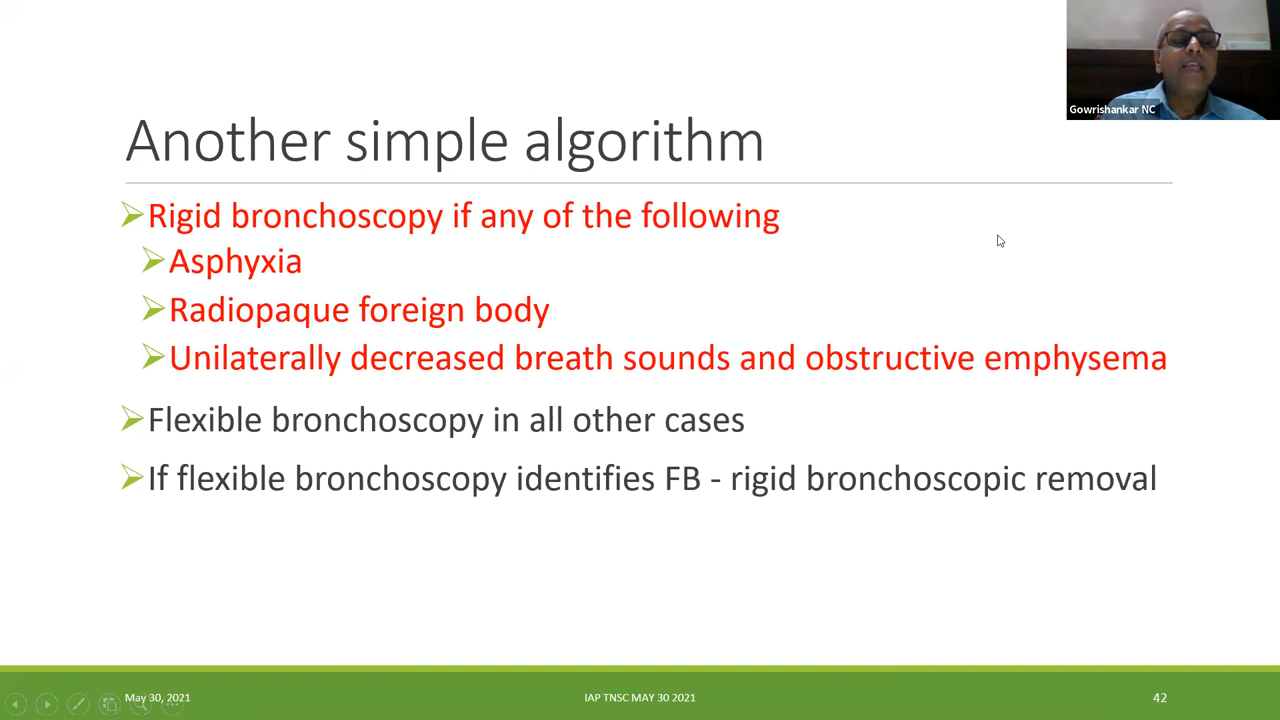 Gowrishankar NC
Another simple algorithm
Rigid bronchoscopy if any of the following
Asphyxia
Radiopaque foreign body
Unilaterally decreased breath sounds and obstructive emphysema
Flexible bronchoscopy in all other cases
If flexible bronchoscopy identifies FB - rigid bronchoscopic removal
May 30, 2021
IAP TNSC MAY 30 2021
42